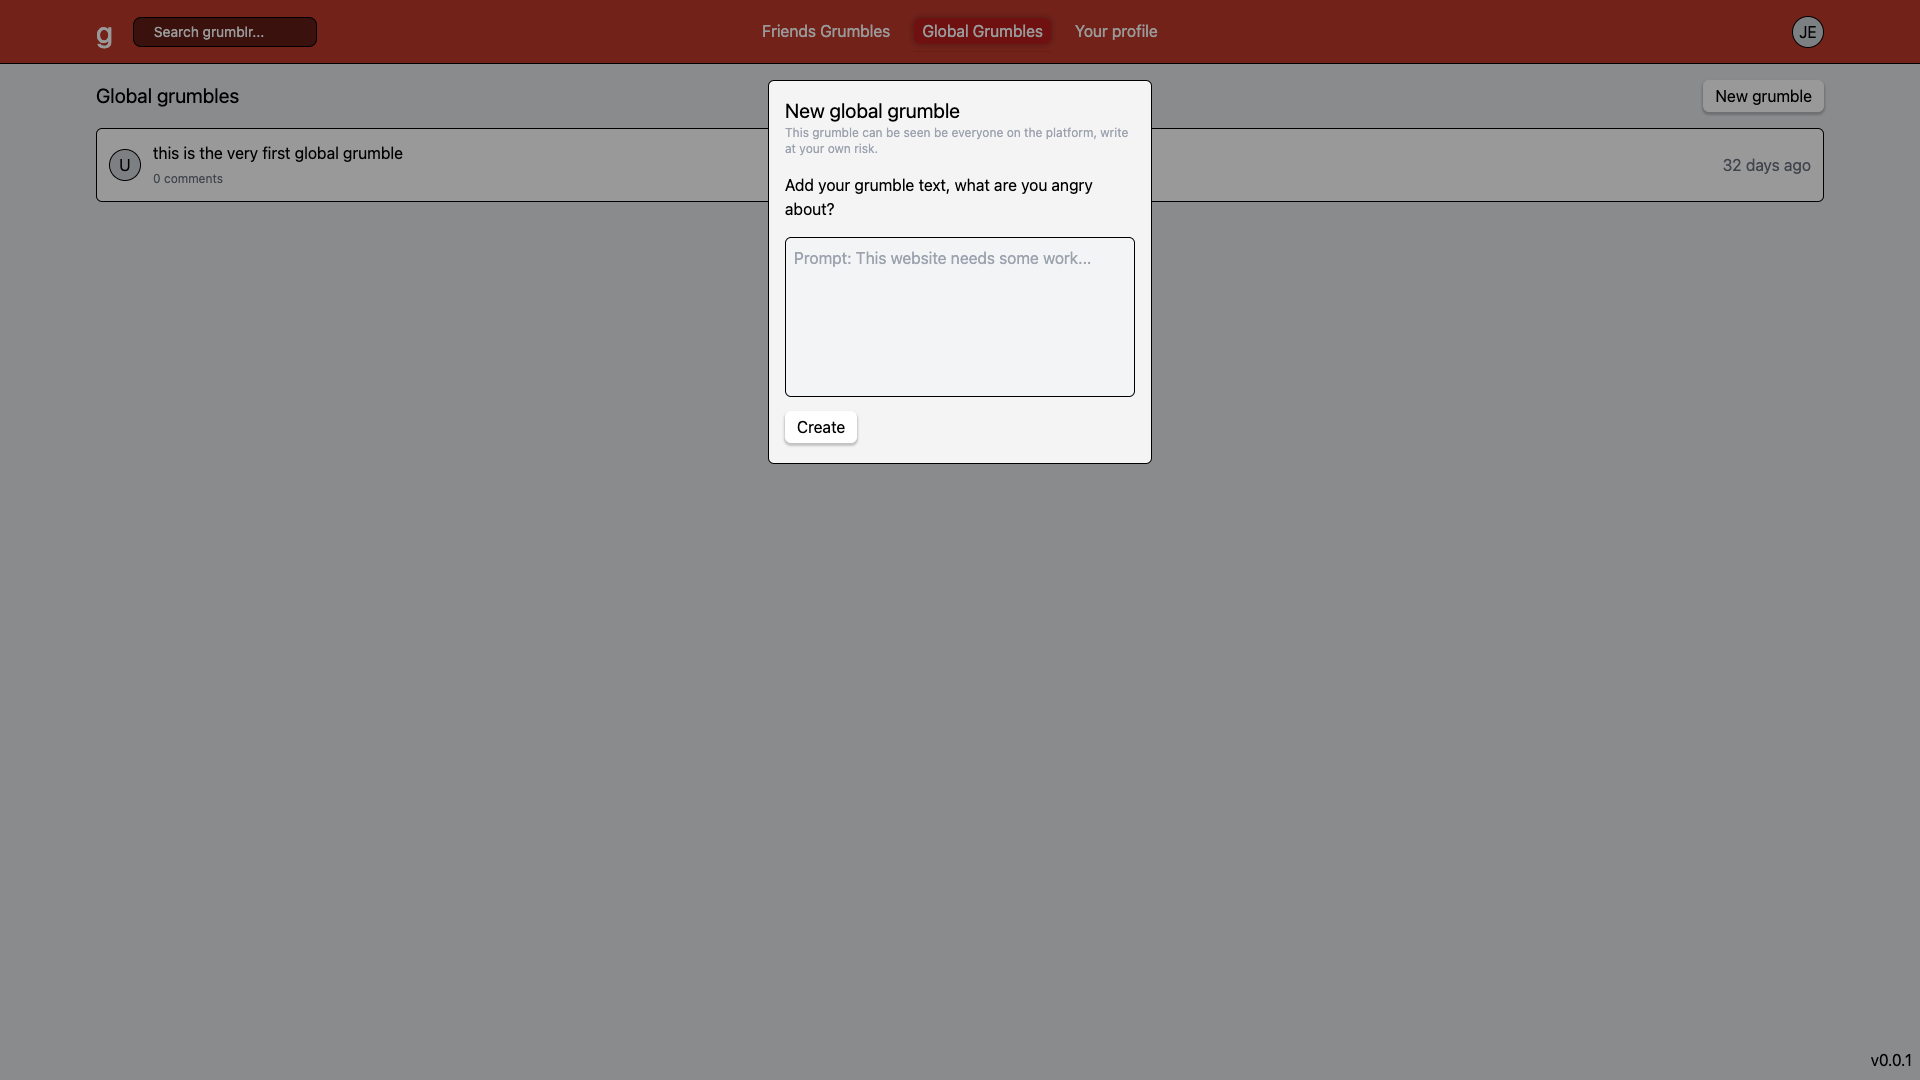 g
Search grumblr...
Friends Grumbles
Global Grumbles
Your profile
JE
Global grumbles
New grumble
U
this is the very first global grumble
0 comments
32 days ago
New global grumble
This grumble can be seen be everyone on the platform, write
at your own risk.
Add your grumble text, what are you angry
about?
Prompt: This website needs some work...
Create
v0.0.1